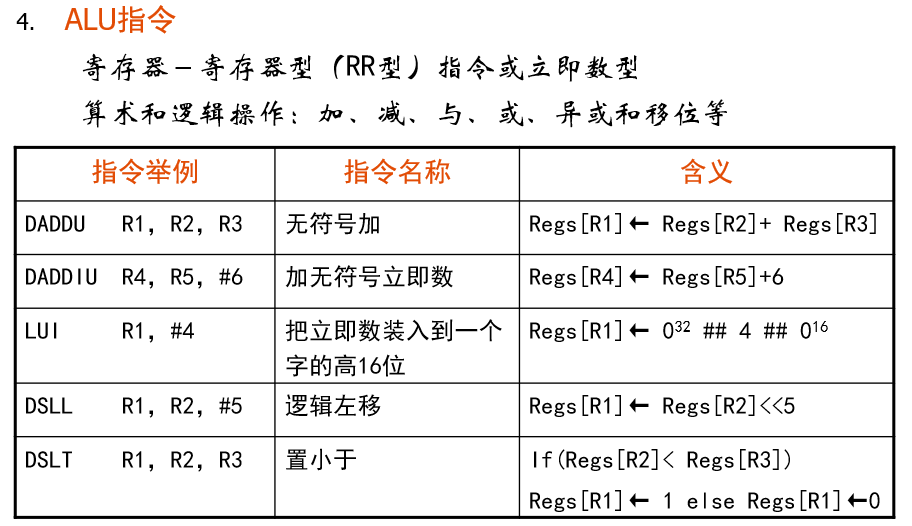 4. ALU指令
寄存器－寄存器型（RR型）指令或立即数型
算术和逻辑操作：加、减、与、或、异或和移位等
指令举例 指令名称 含义
DADDU R1，R2，R3 无符号加 Regs[R1]← Regs[R2]+ Regs[R3]
DADDIU R4，R5，#6 加无符号立即数 Regs[R4]← Regs[R5]+6
LUI R1，#4 把立即数装入到一个 Regs[R1]← 0³² ## 4 ## 0¹⁶
字的高16位
DSLL R1，R2，#5 逻辑左移 Regs[R1]← Regs[R2]<<5
DSLT R1，R2，R3 置小于 If(Regs[R2]< Regs[R3])
Regs[R1]← 1 else Regs[R1]←0